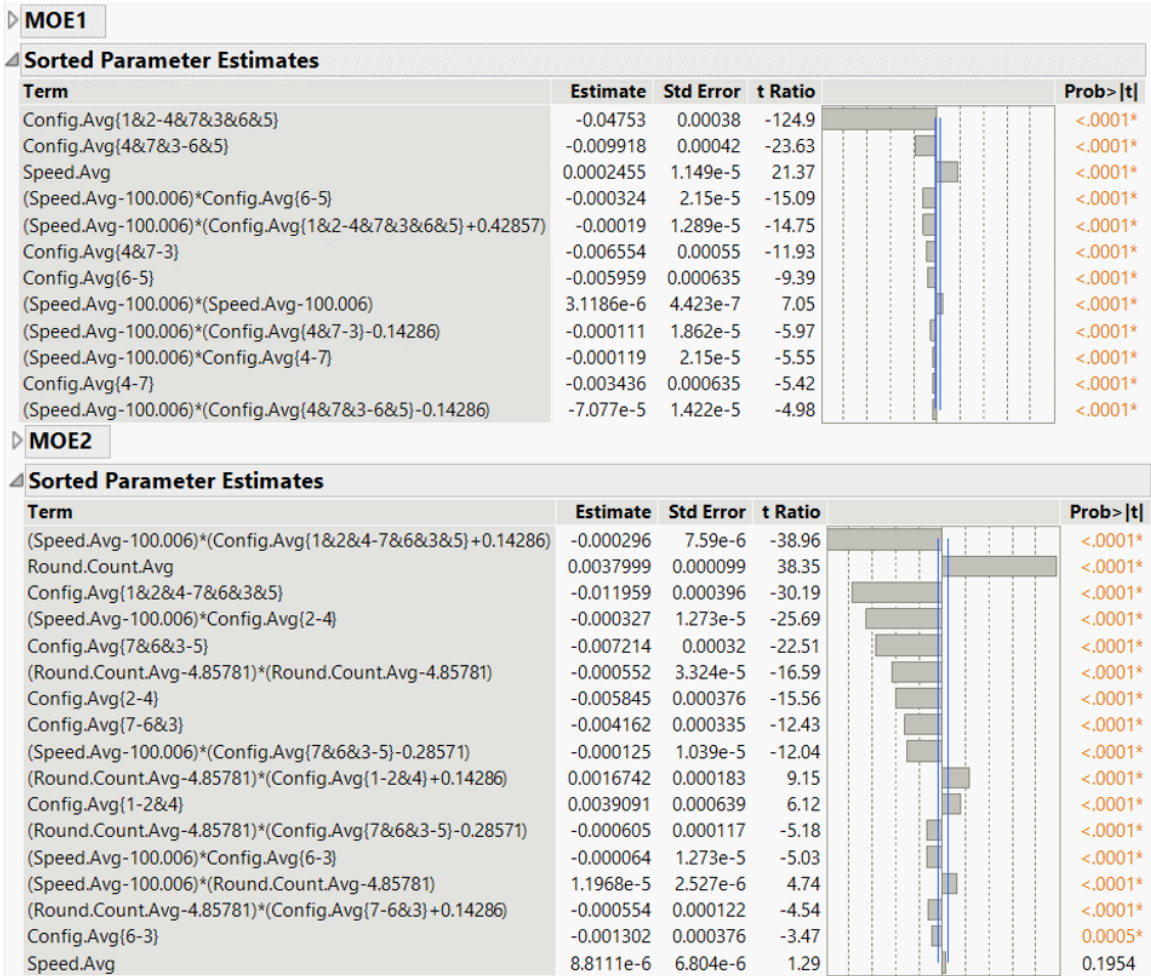 MOE1
Sorted Parameter Estimates
Term Estimate Std Error t Ratio Prob>|t|
Config.Avg{1&2-4&7&3&6&5} -0.04753 0.00038 -124.9 <.0001*
Config.Avg{4&7&3-6&5} -0.009918 0.00042 -23.63 <.0001*
Speed.Avg 0.0002455 1.149e-5 21.37 <.0001*
(Speed.Avg-100.006)*Config.Avg{6-5} -0.000324 2.15e-5 -15.09 <.0001*
(Speed.Avg-100.006)*(Config.Avg{1&2-4&7&3&6&5}+0.42857) -0.00019 1.289e-5 -14.75 <.0001*
Config.Avg{4&7-3} -0.006554 0.00055 -11.93 <.0001*
Config.Avg{6-5} -0.005959 0.000635 -9.39 <.0001*
(Speed.Avg-100.006)*(Speed.Avg-100.006) 3.1186e-6 4.423e-7 7.05 <.0001*
(Speed.Avg-100.006)*(Config.Avg{4&7-3}-0.14286) -0.000111 1.862e-5 -5.97 <.0001*
(Speed.Avg-100.006)*Config.Avg{4-7} -0.000119 2.15e-5 -5.55 <.0001*
Config.Avg{4-7} -0.003436 0.000635 -5.42 <.0001*
(Speed.Avg-100.006)*(Config.Avg{4&7&3-6&5}-0.14286) -7.077e-5 1.422e-5 -4.98 <.0001*
MOE2
Sorted Parameter Estimates
Term Estimate Std Error t Ratio Prob>|t|
(Speed.Avg-100.006)*(Config.Avg{1&2&4-7&6&3&5}+0.14286) -0.000296 7.59e-6 -38.96 <.0001*
Round.Count.Avg 0.0037999 0.000099 38.35 <.0001*
Config.Avg{1&2&4-7&6&3&5} -0.011959 0.000396 -30.19 <.0001*
(Speed.Avg-100.006)*Config.Avg{2-4} -0.000327 1.273e-5 -25.69 <.0001*
Config.Avg{7&6&3-5} -0.007214 0.00032 -22.51 <.0001*
(Round.Count.Avg-4.85781)*(Round.Count.Avg-4.85781) -0.000552 3.324e-5 -16.59 <.0001*
Config.Avg{2-4} -0.005845 0.000376 -15.56 <.0001*
Config.Avg{7-6&3} -0.004162 0.000335 -12.43 <.0001*
(Speed.Avg-100.006)*(Config.Avg{7&6&3-5}-0.28571) -0.000125 1.039e-5 -12.04 <.0001*
(Round.Count.Avg-4.85781)*(Config.Avg{1-2&4}+0.14286) 0.0016742 0.000183 9.15 <.0001*
Config.Avg{1-2&4} 0.0039091 0.000639 6.12 <.0001*
(Round.Count.Avg-4.85781)*(Config.Avg{7&6&3-5}-0.28571) -0.000605 0.000117 -5.18 <.0001*
(Speed.Avg-100.006)*Config.Avg{6-3} -0.000064 1.273e-5 -5.03 <.0001*
(Speed.Avg-100.006)*(Round.Count.Avg-4.85781) 1.1968e-5 2.527e-6 4.74 <.0001*
(Round.Count.Avg-4.85781)*(Config.Avg{7-6&3}+0.14286) -0.000554 0.000122 -4.54 <.0001*
Config.Avg{6-3} -0.001302 0.000376 -3.47 0.0005*
Speed.Avg 8.8111e-6 6.804e-6 1.29 0.1954